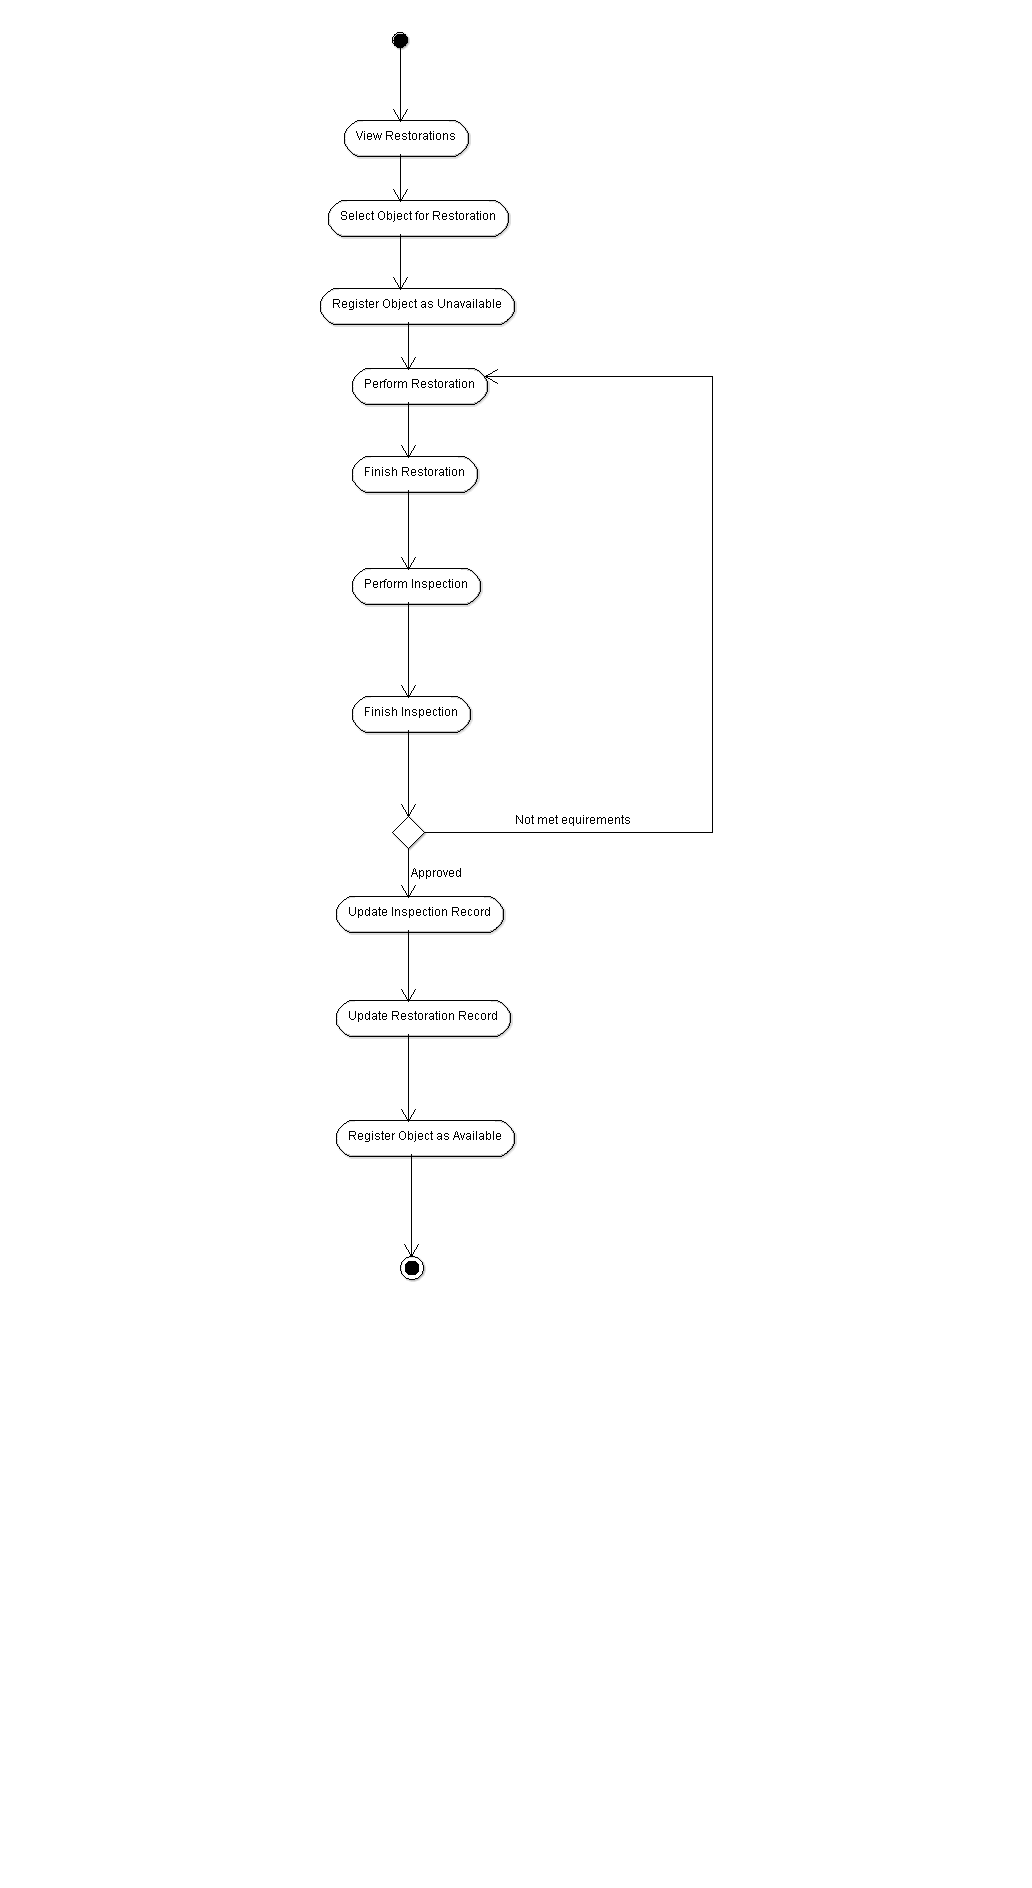 View Restorations
Select Object for Restoration
Register Object as Unavailable
Perform Restoration
Finish Restoration
Perform Inspection
Finish Inspection
Not met equirements
Approved
Update Inspection Record
Update Restoration Record
Register Object as Available